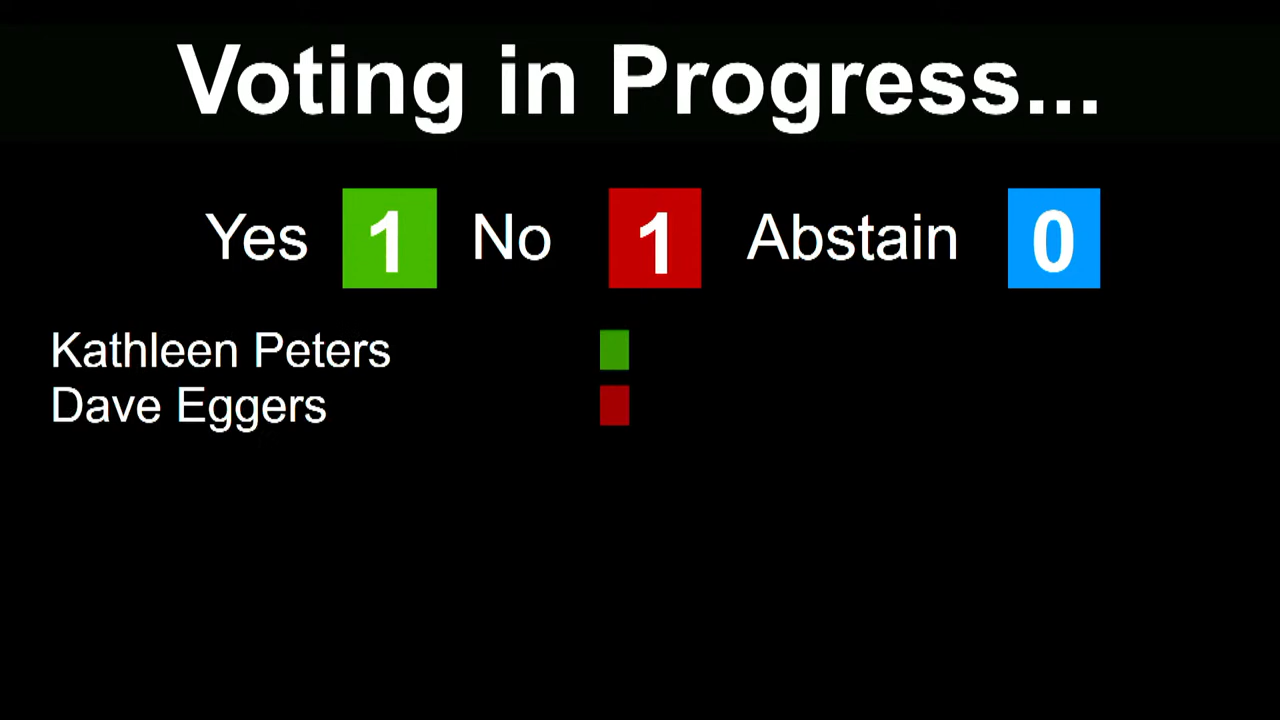 Voting in Progress...
Yes 1 No 1 Abstain 0
Kathleen Peters
Dave Eggers